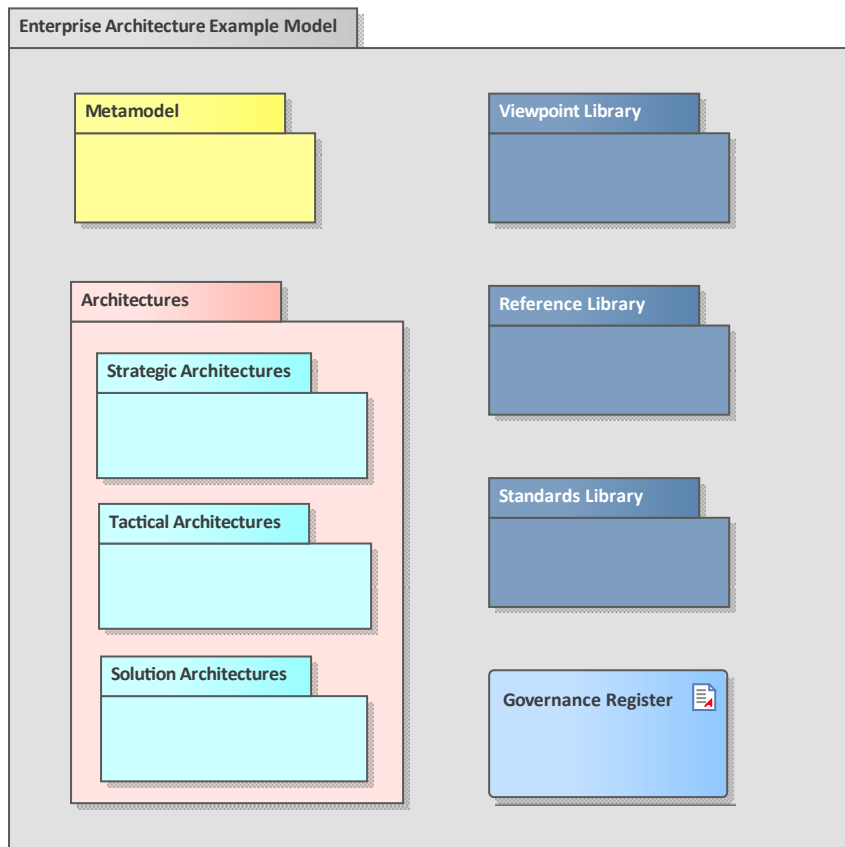 Enterprise Architecture Example Model
Metamodel
Viewpoint Library
Architectures
Reference Library
Strategic Architectures
Standards Library
Tactical Architectures
Solution Architectures
Governance Register